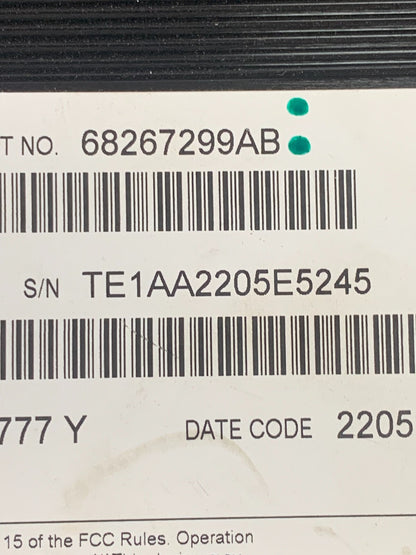 T NO. 68267299AB
S/N TE1AA2205E5245
777 Y DATE CODE 2205
15 of the FCC Rules. Operation